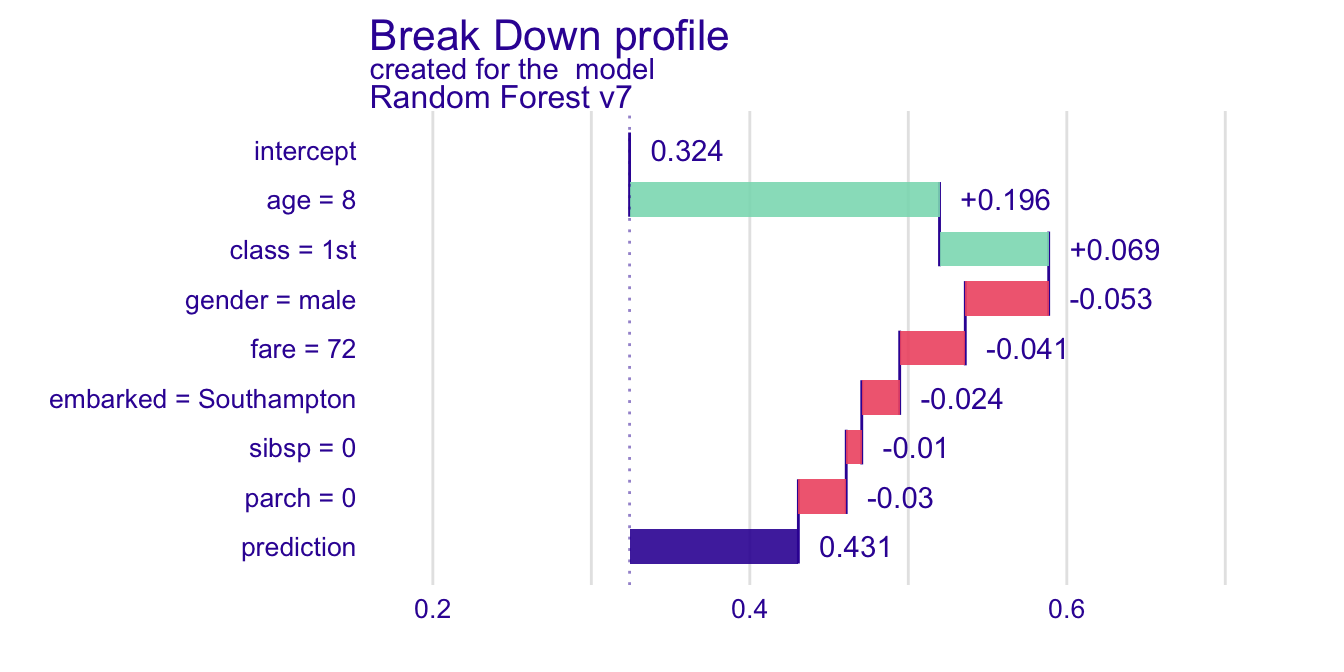 Break Down profile
created for the  model
Random Forest v7
intercept 0.324
age = 8 +0.196
class = 1st +0.069
gender = male -0.053
fare = 72 -0.041
embarked = Southampton -0.024
sibsp = 0 -0.01
parch = 0 -0.03
prediction 0.431
0.2 0.4 0.6